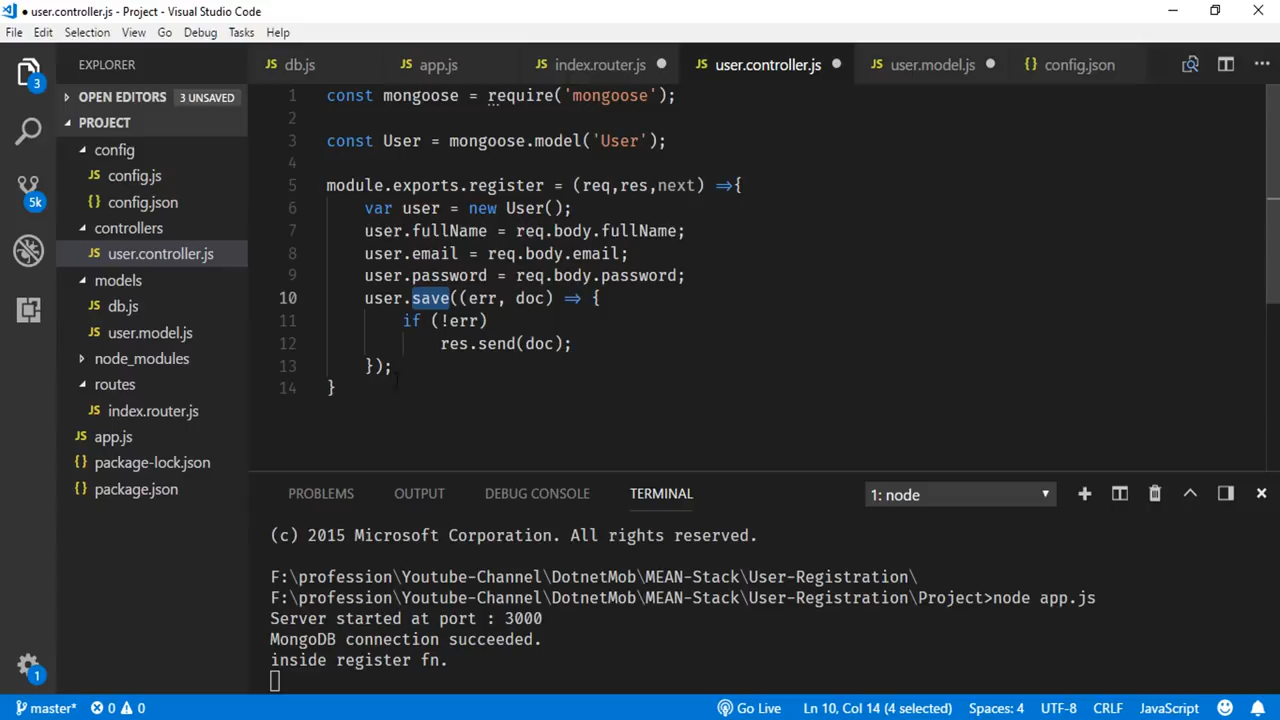 user.controller.js - Project - Visual Studio Code
File Edit Selection View Go Debug Tasks Help
EXPLORER
db.js app.js index.router.js user.controller.js user.model.js {} config.json
3
OPEN EDITORS 3 UNSAVED
PROJECT
config
config.js
{} config.json
controllers
user.controller.js
models
db.js
user.model.js
node_modules
routes
index.router.js
app.js
{} package-lock.json
{} package.json
5k
1
1 const mongoose = require('mongoose');
2
3 const User = mongoose.model('User');
4
5 module.exports.register = (req,res,next) =>{
6 var user = new User();
7 user.fullName = req.body.fullName;
8 user.email = req.body.email;
9 user.password = req.body.password;
10 user.save((err, doc) => {
11 if (!err)
12 res.send(doc);
13 });
14 }
PROBLEMS OUTPUT DEBUG CONSOLE TERMINAL 1: node
(c) 2015 Microsoft Corporation. All rights reserved.
F:\profession\Youtube-Channel\DotnetMob\MEAN-Stack\User-Registration\
F:\profession\Youtube-Channel\DotnetMob\MEAN-Stack\User-Registration\Project>node app.js
Server started at port : 3000
MongoDB connection succeeded.
inside register fn.
master* 0 0 Go Live Ln 10, Col 14 (4 selected) Spaces: 4 UTF-8 CRLF JavaScript